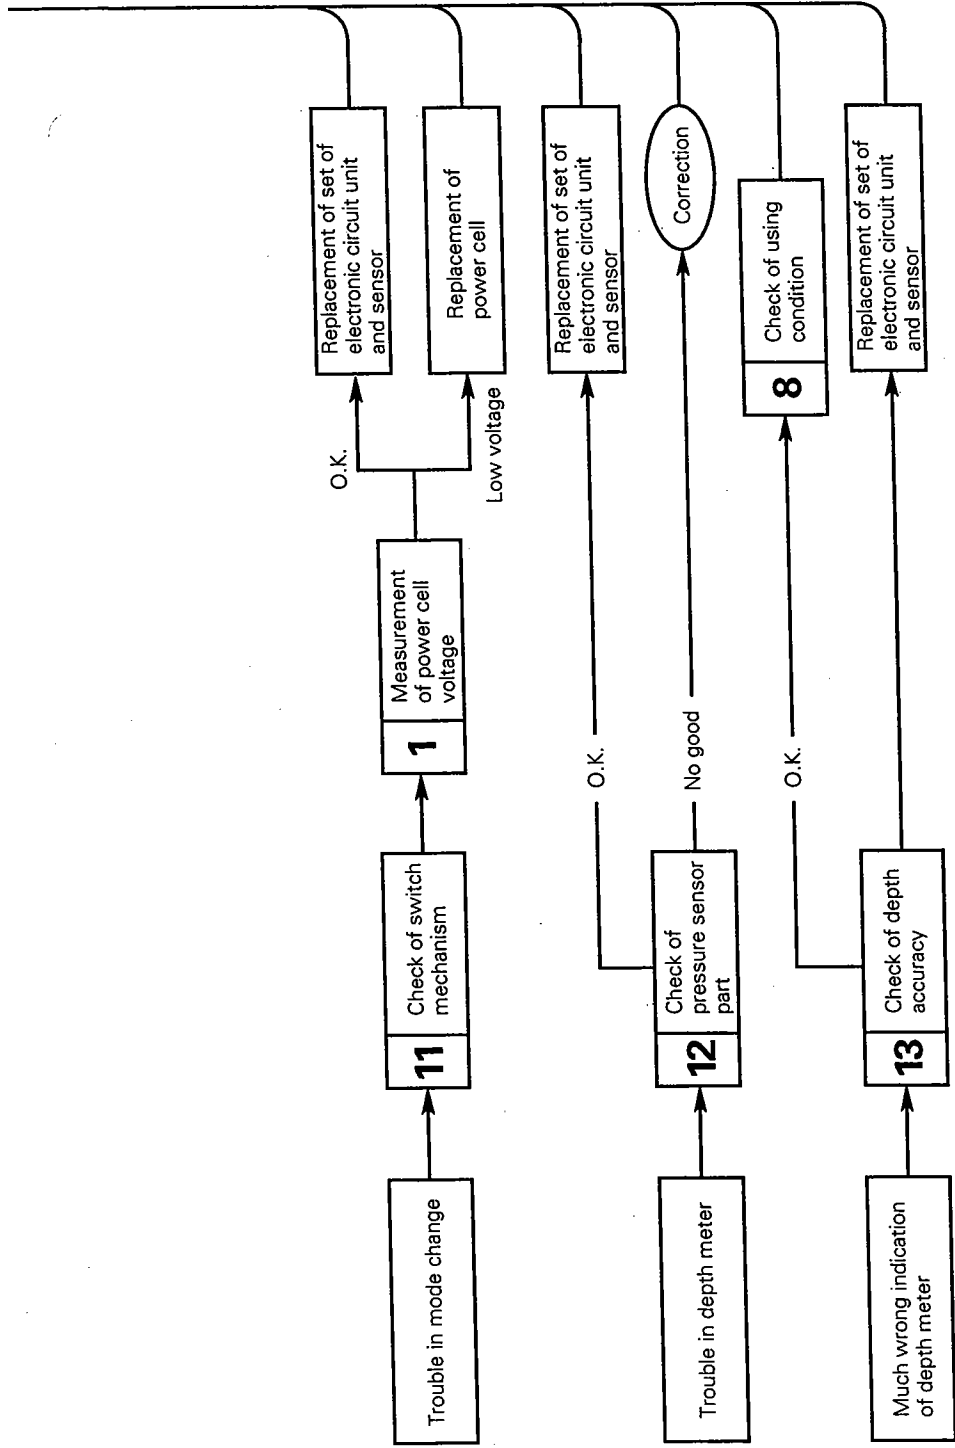 Trouble in mode change
11
Check of switch
mechanism
1
Measurement
of power cell
voltage
O.K.
Low voltage
Replacement of set of
electronic circuit unit
and sensor
Replacement of
power cell
Trouble in depth meter
12
Check of
pressure sensor
part
O.K.
No good
Replacement of set of
electronic circuit unit
and sensor
Correction
Much wrong indication
of depth meter
13
Check of depth
accuracy
O.K.
8
Check of using
condition
Replacement of set of
electronic circuit unit
and sensor